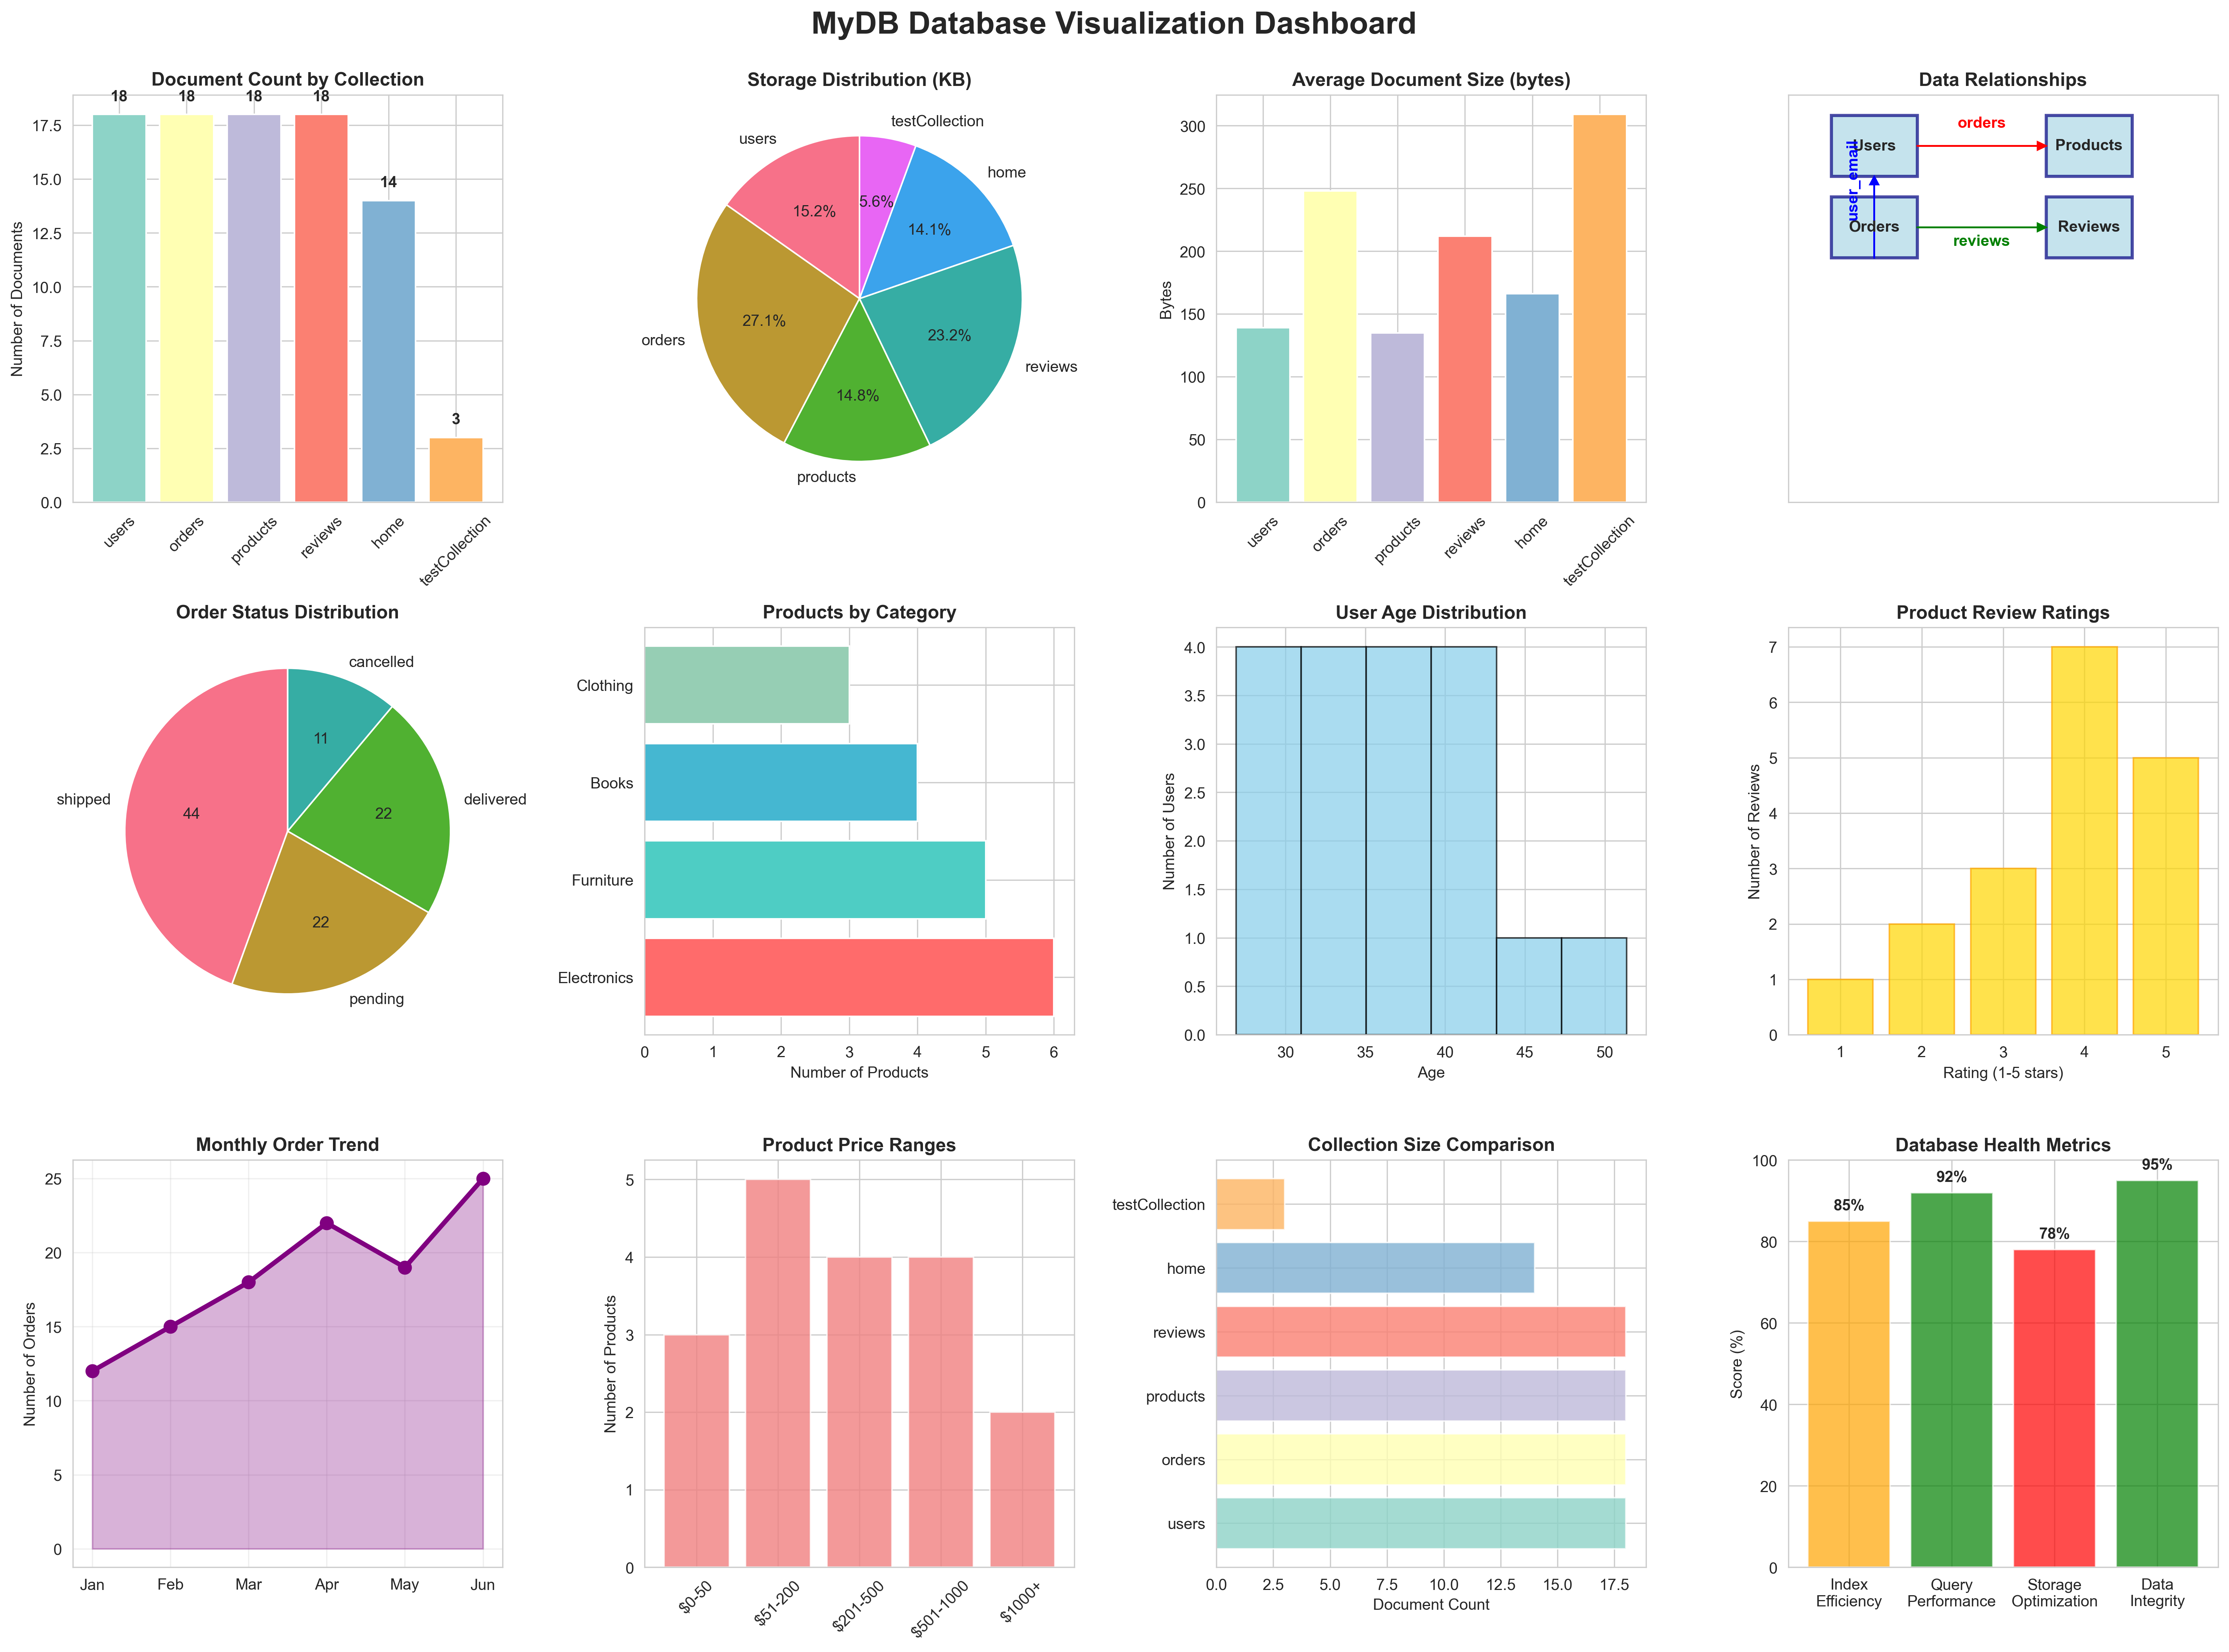 MyDB Database Visualization Dashboard
Document Count by Collection
18
18
18
18
14
3
17.5
15.0
12.5
10.0
7.5
5.0
2.5
0.0
Number of Documents
users
orders
products
reviews
home
testCollection
Storage Distribution (KB)
testCollection
users
home
5.6%
15.2%
14.1%
27.1%
orders
23.2%
reviews
14.8%
products
Average Document Size (bytes)
300
250
200
150
100
50
0
Bytes
users
orders
products
reviews
home
testCollection
Data Relationships
orders
Users
Products
user_email
Orders
Reviews
reviews
Order Status Distribution
cancelled
11
shipped
44
22
delivered
22
pending
Products by Category
Clothing
Books
Furniture
Electronics
0 1 2 3 4 5 6
Number of Products
User Age Distribution
4.0
3.5
3.0
2.5
2.0
1.5
1.0
0.5
0.0
Number of Users
30 35 40 45 50
Age
Product Review Ratings
7
6
5
4
3
2
1
0
Number of Reviews
1 2 3 4 5
Rating (1-5 stars)
Monthly Order Trend
25
20
15
10
5
0
Number of Orders
Jan Feb Mar Apr May Jun
Product Price Ranges
5
4
3
2
1
0
Number of Products
$0-50
$51-200
$201-500
$501-1000
$1000+
Collection Size Comparison
testCollection
home
reviews
products
orders
users
0.0 2.5 5.0 7.5 10.0 12.5 15.0 17.5
Document Count
Database Health Metrics
100
80
60
40
20
0
Score (%)
85%
92%
78%
95%
Index
Efficiency
Query
Performance
Storage
Optimization
Data
Integrity